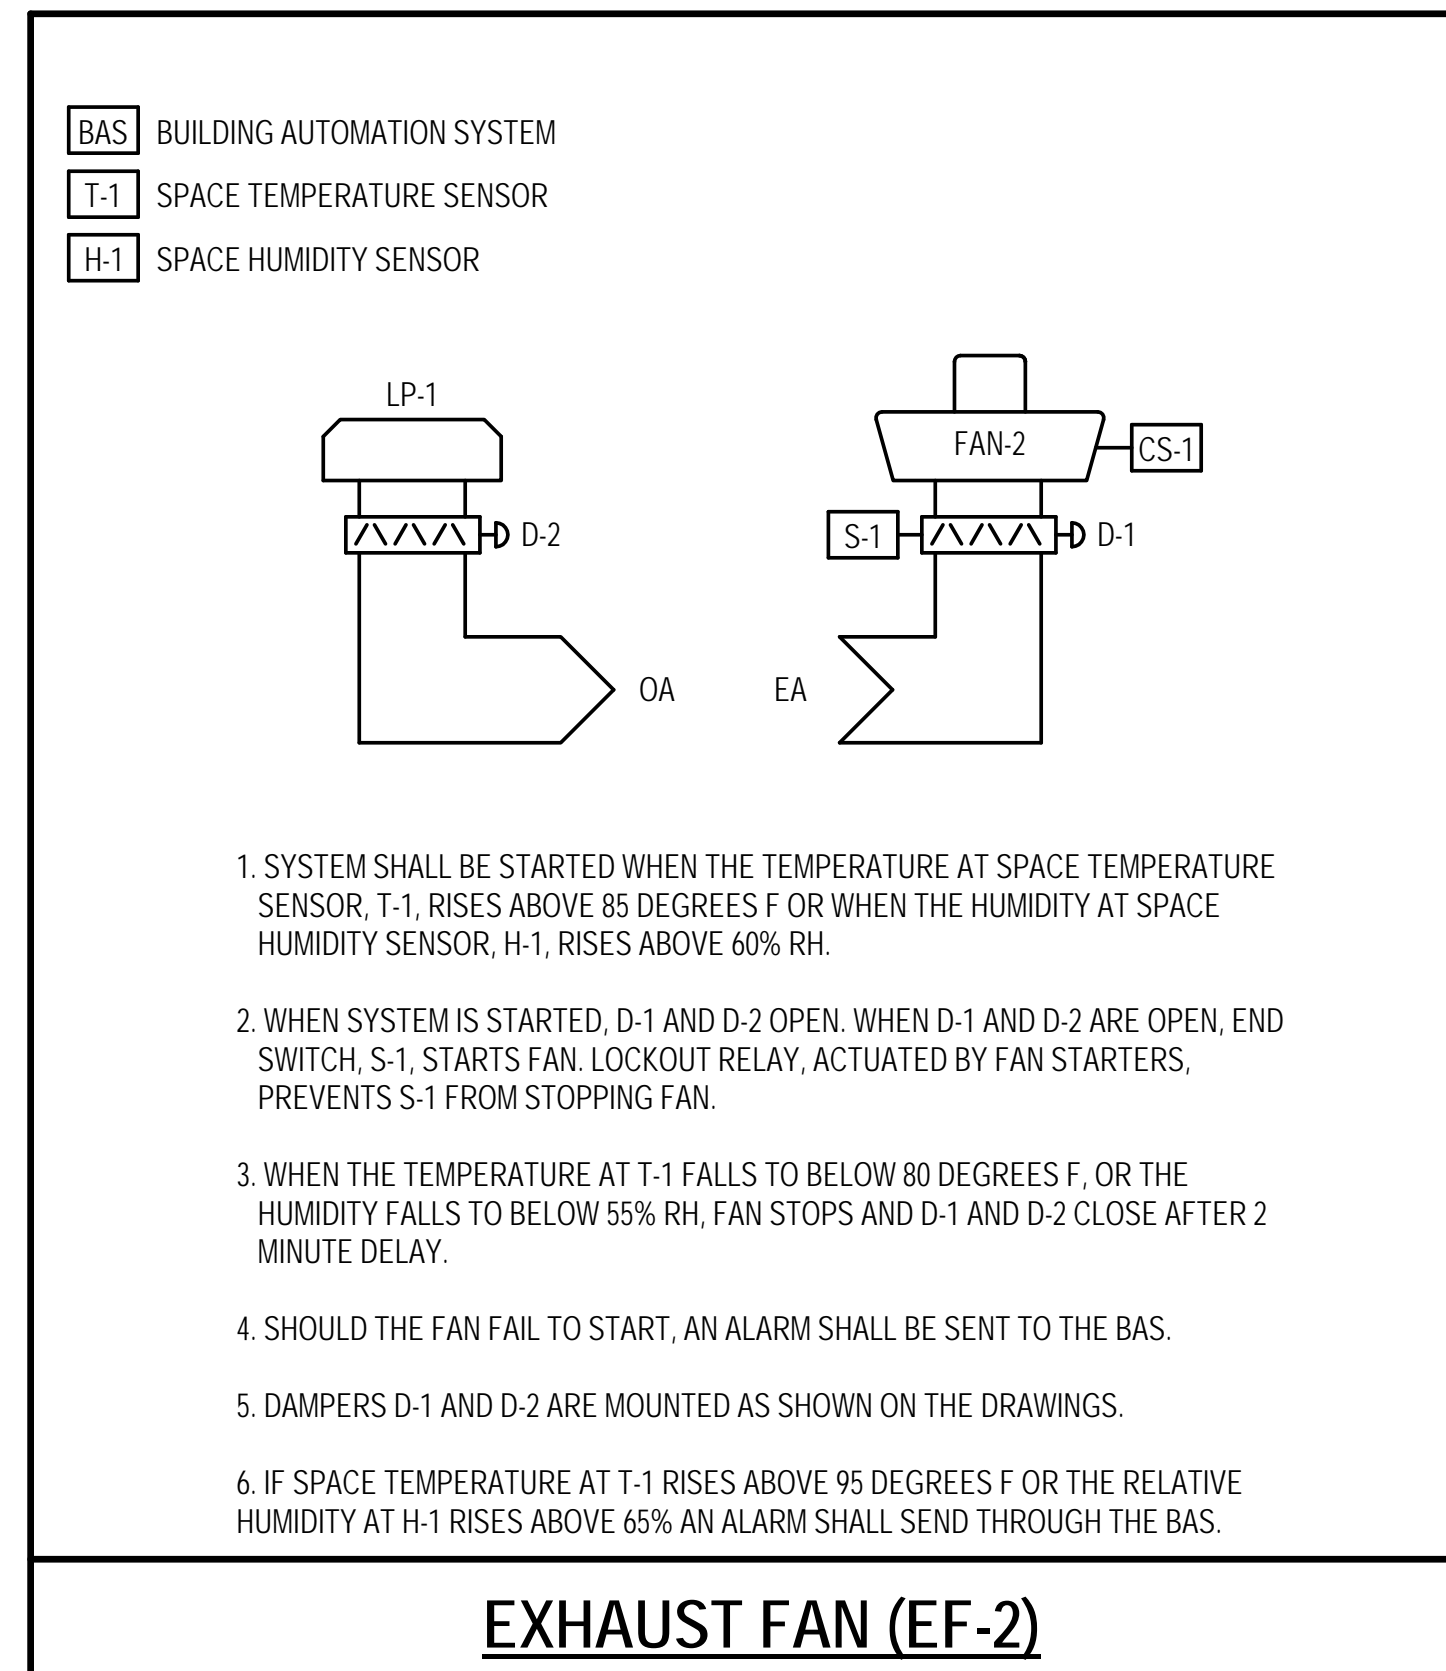 BAS BUILDING AUTOMATION SYSTEM
T-1 SPACE TEMPERATURE SENSOR
H-1 SPACE HUMIDITY SENSOR
LP-1
FAN-2
CS-1
D-2
S-1
D-1
OA
EA
1. SYSTEM SHALL BE STARTED WHEN THE TEMPERATURE AT SPACE TEMPERATURE
SENSOR, T-1, RISES ABOVE 85 DEGREES F OR WHEN THE HUMIDITY AT SPACE
HUMIDITY SENSOR, H-1, RISES ABOVE 60% RH.
2. WHEN SYSTEM IS STARTED, D-1 AND D-2 OPEN. WHEN D-1 AND D-2 ARE OPEN, END
SWITCH, S-1, STARTS FAN. LOCKOUT RELAY, ACTUATED BY FAN STARTERS,
PREVENTS S-1 FROM STOPPING FAN.
3. WHEN THE TEMPERATURE AT T-1 FALLS TO BELOW 80 DEGREES F, OR THE
HUMIDITY FALLS TO BELOW 55% RH, FAN STOPS AND D-1 AND D-2 CLOSE AFTER 2
MINUTE DELAY.
4. SHOULD THE FAN FAIL TO START, AN ALARM SHALL BE SENT TO THE BAS.
5. DAMPERS D-1 AND D-2 ARE MOUNTED AS SHOWN ON THE DRAWINGS.
6. IF SPACE TEMPERATURE AT T-1 RISES ABOVE 95 DEGREES F OR THE RELATIVE
HUMIDITY AT H-1 RISES ABOVE 65% AN ALARM SHALL SEND THROUGH THE BAS.
EXHAUST FAN (EF-2)